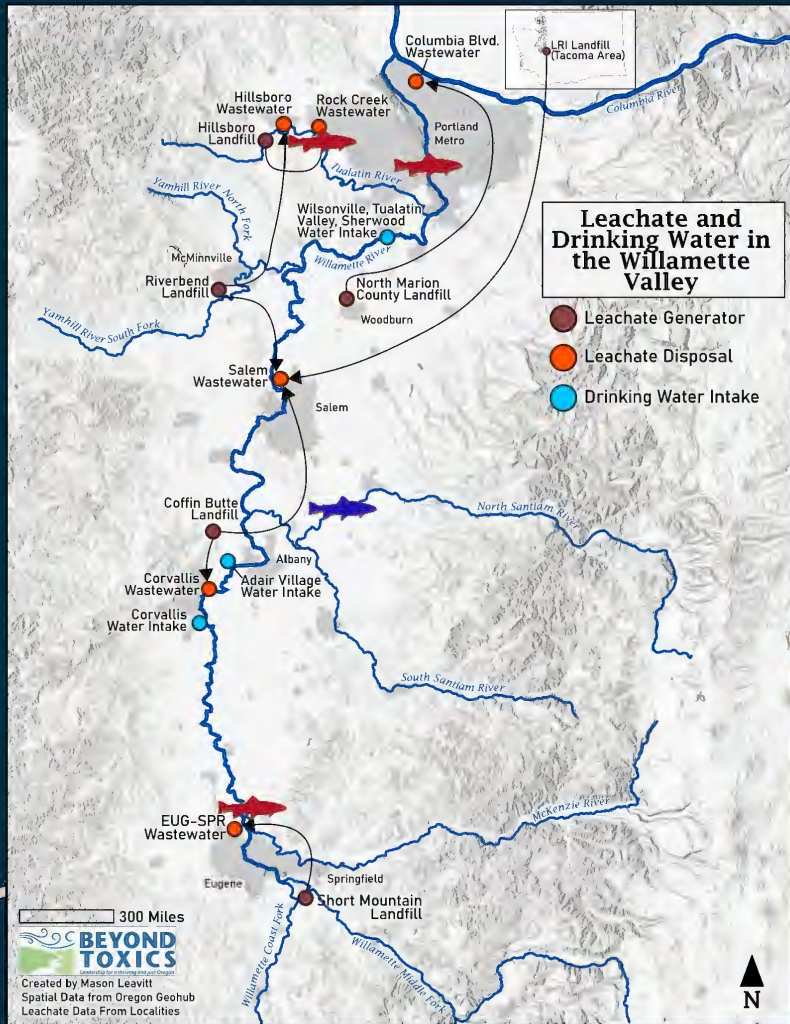 Columbia Blvd.
Wastewater
LRI Landfill
(Tacoma Area)
Columbia River
Hillsboro
Wastewater
Rock Creek
Wastewater
Hillsboro
Landfill
Portland
Metro
Tualatin River
Yamhill River North
Fork
Wilsonville, Tualatin
Valley, Sherwood
Water Intake
Willamette River
McMinnville
Riverbend
Landfill
North Marion
County Landfill
Woodburn
Yamhill River South Fork
Leachate and
Drinking Water in
the Willamette
Valley
Leachate Generator
Leachate Disposal
Drinking Water Intake
Salem
Wastewater
Salem
Coffin Butte
Landfill
North Santiam River
Albany
Corvallis
Wastewater
Adair Village
Water Intake
Corvallis
Water Intake
South Santiam River
McKenzie River
EUG-SPR
Wastewater
Eugene
Springfield
Short Mountain
Landfill
Willamette Coast Fork
Willamette Middle Fork
300 Miles
BEYOND
TOXICS
Leadership for a thriving and just Oregon
Created by Mason Leavitt
Spatial Data from Oregon Geohub
Leachate Data From Localities
N